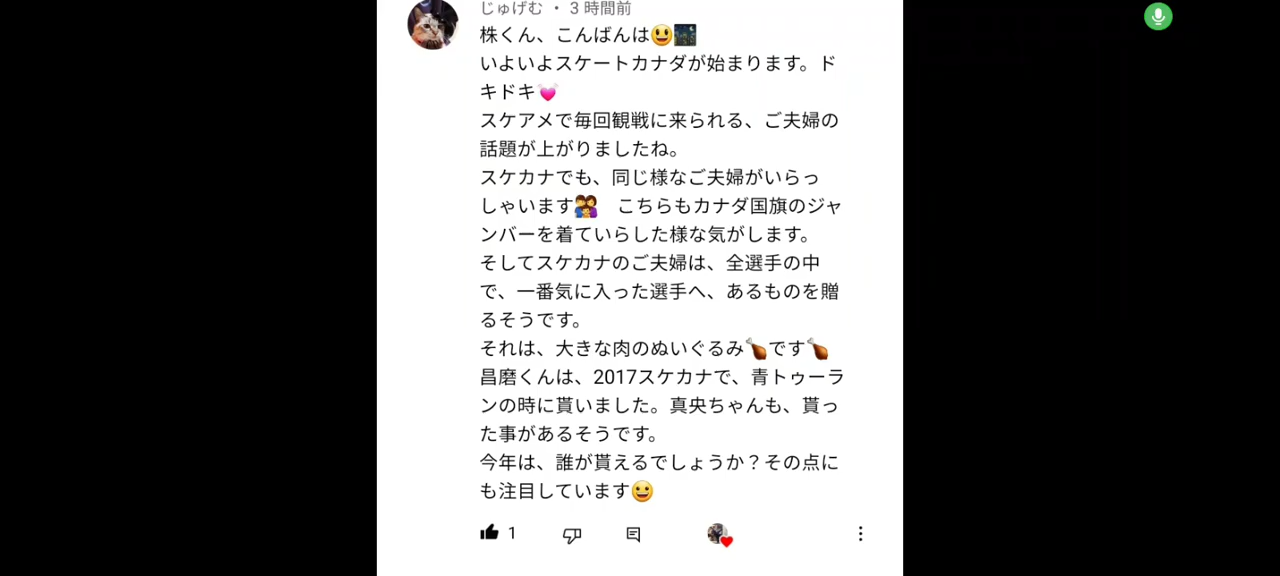 じゅげむ ・ 3 時間前
株くん、こんばんは😃🌃
いよいよスケートカナダが始まります。ド
キドキ💓
スケアメで毎回観戦に来られる、ご夫婦の
話題が上がりましたね。
スケカナでも、同じ様なご夫婦がいらっ
しゃいます👪　こちらもカナダ国旗のジャ
ンバーを着ていらした様な気がします。
そしてスケカナのご夫婦は、全選手の中
で、一番気に入った選手へ、あるものを贈
るそうです。
それは、大きな肉のぬいぐるみ🍗です🍗
昌磨くんは、2017スケカナで、青トゥーラ
ンの時に貰いました。真央ちゃんも、貰っ
た事があるそうです。
今年は、誰が貰えるでしょうか？その点に
も注目しています😀
1